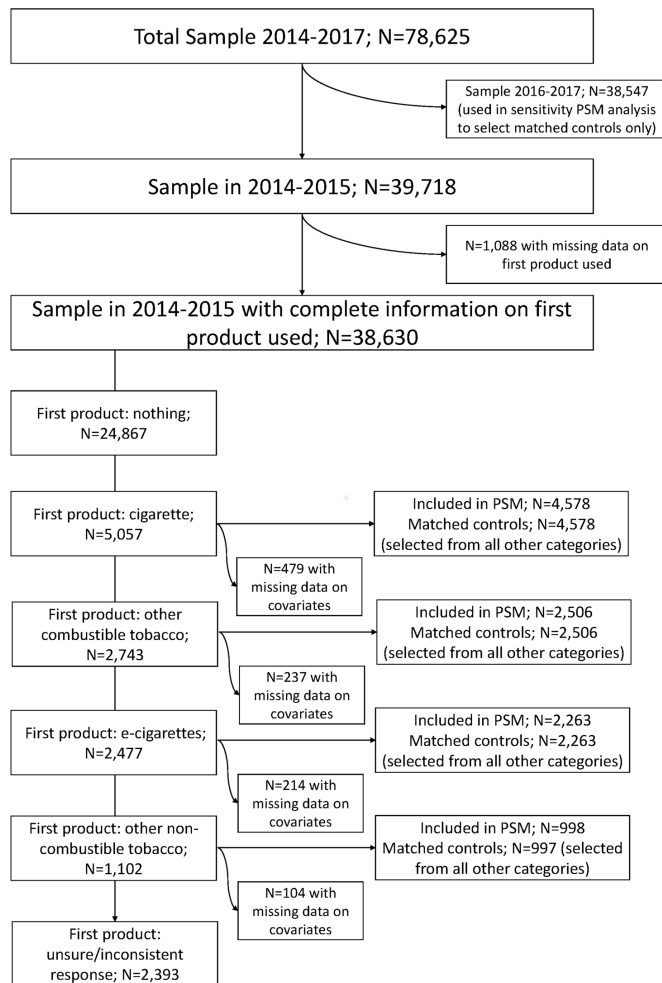 Total Sample 2014-2017; N=78,625
Sample 2016-2017; N=38,547
(used in sensitivity PSM analysis
to select matched controls only)
Sample in 2014-2015; N=39,718
N=1,088 with missing data on
first product used
Sample in 2014-2015 with complete information on first
product used; N=38,630
First product: nothing;
N=24,867
First product: cigarette;
N=5,057
Included in PSM; N=4,578
Matched controls; N=4,578
(selected from all other categories)
N=479 with
missing data on
covariates
First product: other
combustible tobacco;
N=2,743
Included in PSM; N=2,506
Matched controls; N=2,506
(selected from all other categories)
N=237 with
missing data on
covariates
First product: e-cigarettes;
N=2,477
Included in PSM; N=2,263
Matched controls; N=2,263
(selected from all other categories)
N=214 with
missing data on
covariates
First product: other non-
combustible tobacco;
N=1,102
Included in PSM; N=998
Matched controls; N=997 (selected
from all other categories)
N=104 with
missing data on
covariates
First product:
unsure/inconsistent
response; N=2,393